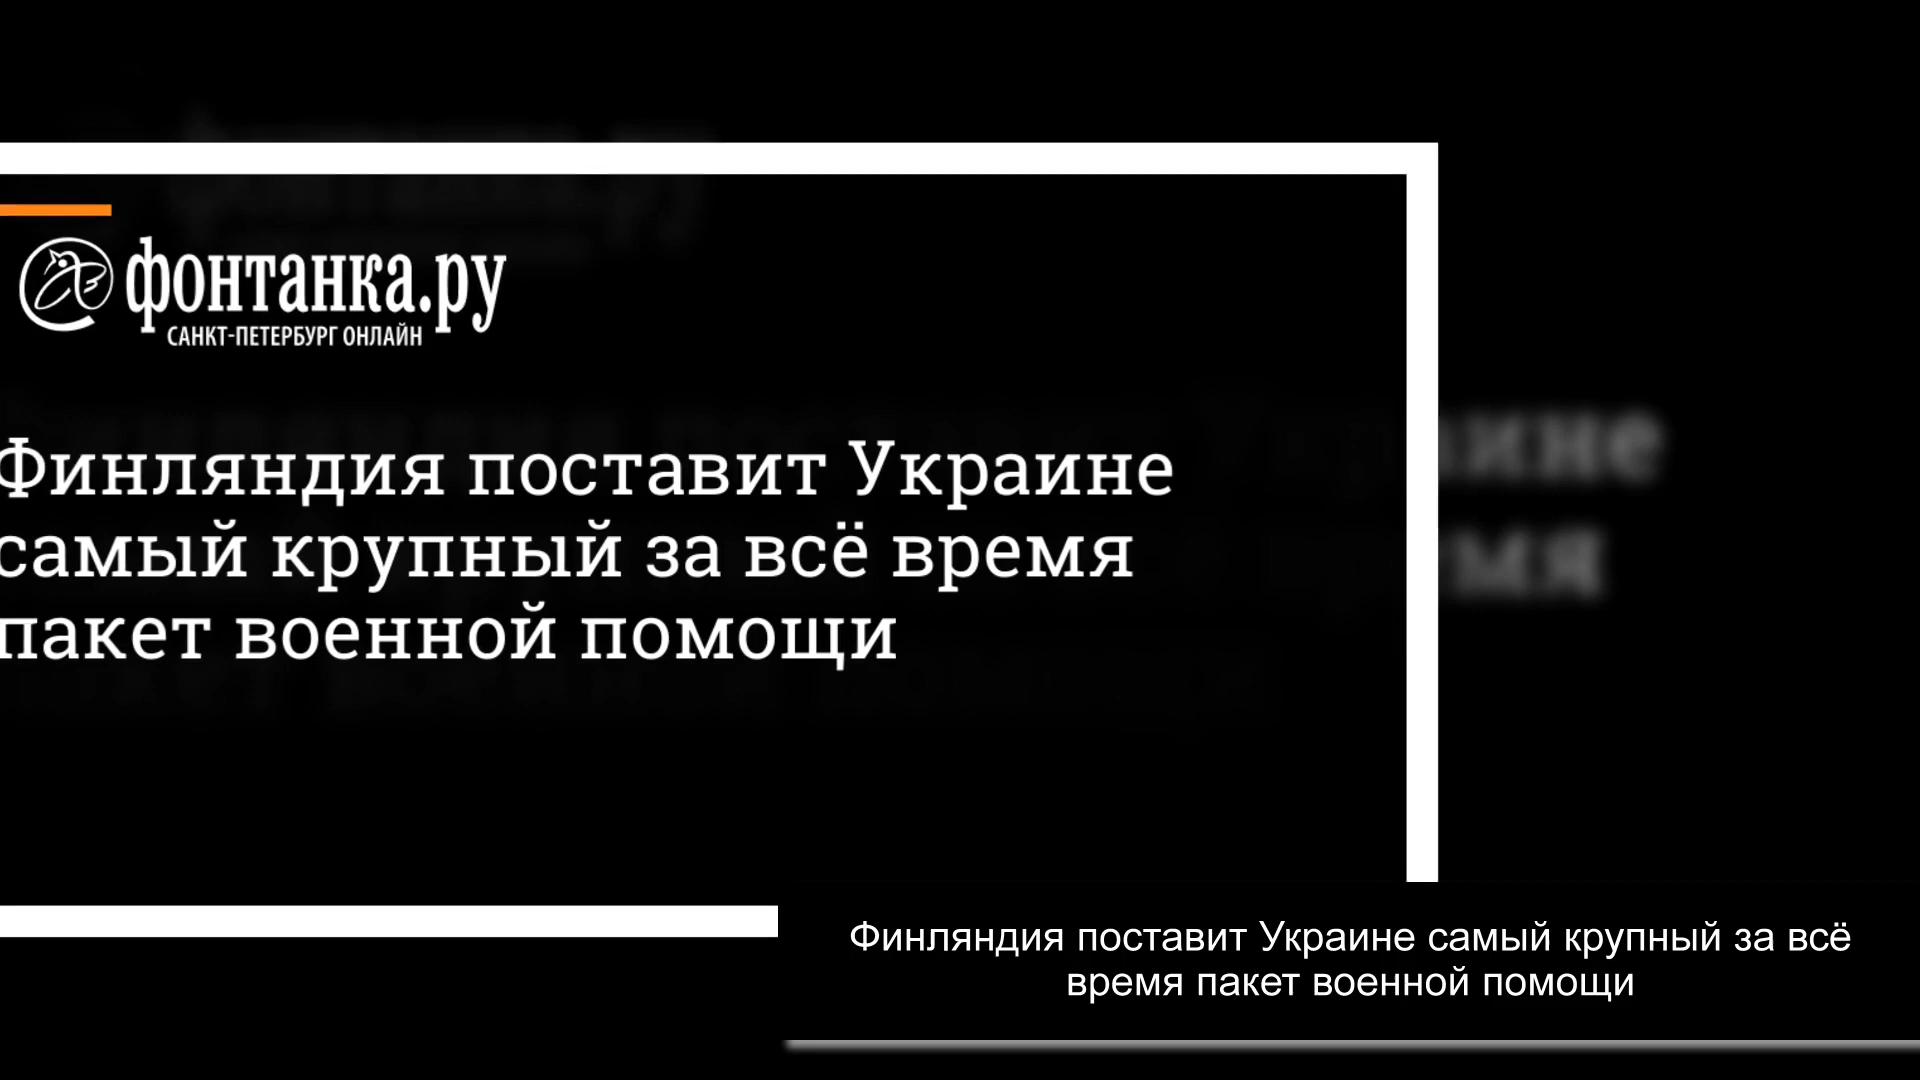 фонтанка.ру
САНКТ-ПЕТЕРБУРГ ОНЛАЙН
Финляндия поставит Украине
самый крупный за всё время
пакет военной помощи
Финляндия поставит Украине самый крупный за всё
время пакет военной помощи